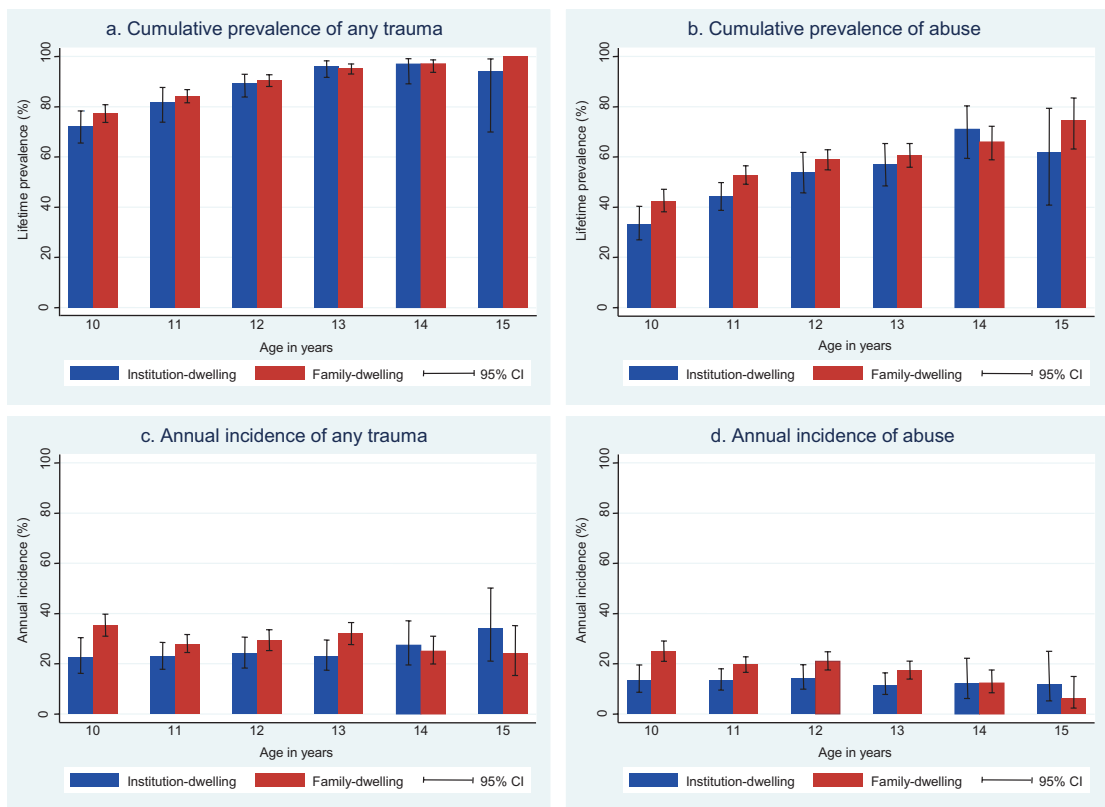 a. Cumulative prevalence of any trauma
Lifetime prevalence (%)
100
80
60
40
20
0
10 11 12 13 14 15
Age in years
Institution-dwelling Family-dwelling 95% CI
b. Cumulative prevalence of abuse
Lifetime prevalence (%)
100
80
60
40
20
0
10 11 12 13 14 15
Age in years
Institution-dwelling Family-dwelling 95% CI
c. Annual incidence of any trauma
Annual incidence (%)
100
80
60
40
20
0
10 11 12 13 14 15
Age in years
Institution-dwelling Family-dwelling 95% CI
d. Annual incidence of abuse
Annual incidence (%)
100
80
60
40
20
0
10 11 12 13 14 15
Age in years
Institution-dwelling Family-dwelling 95% CI